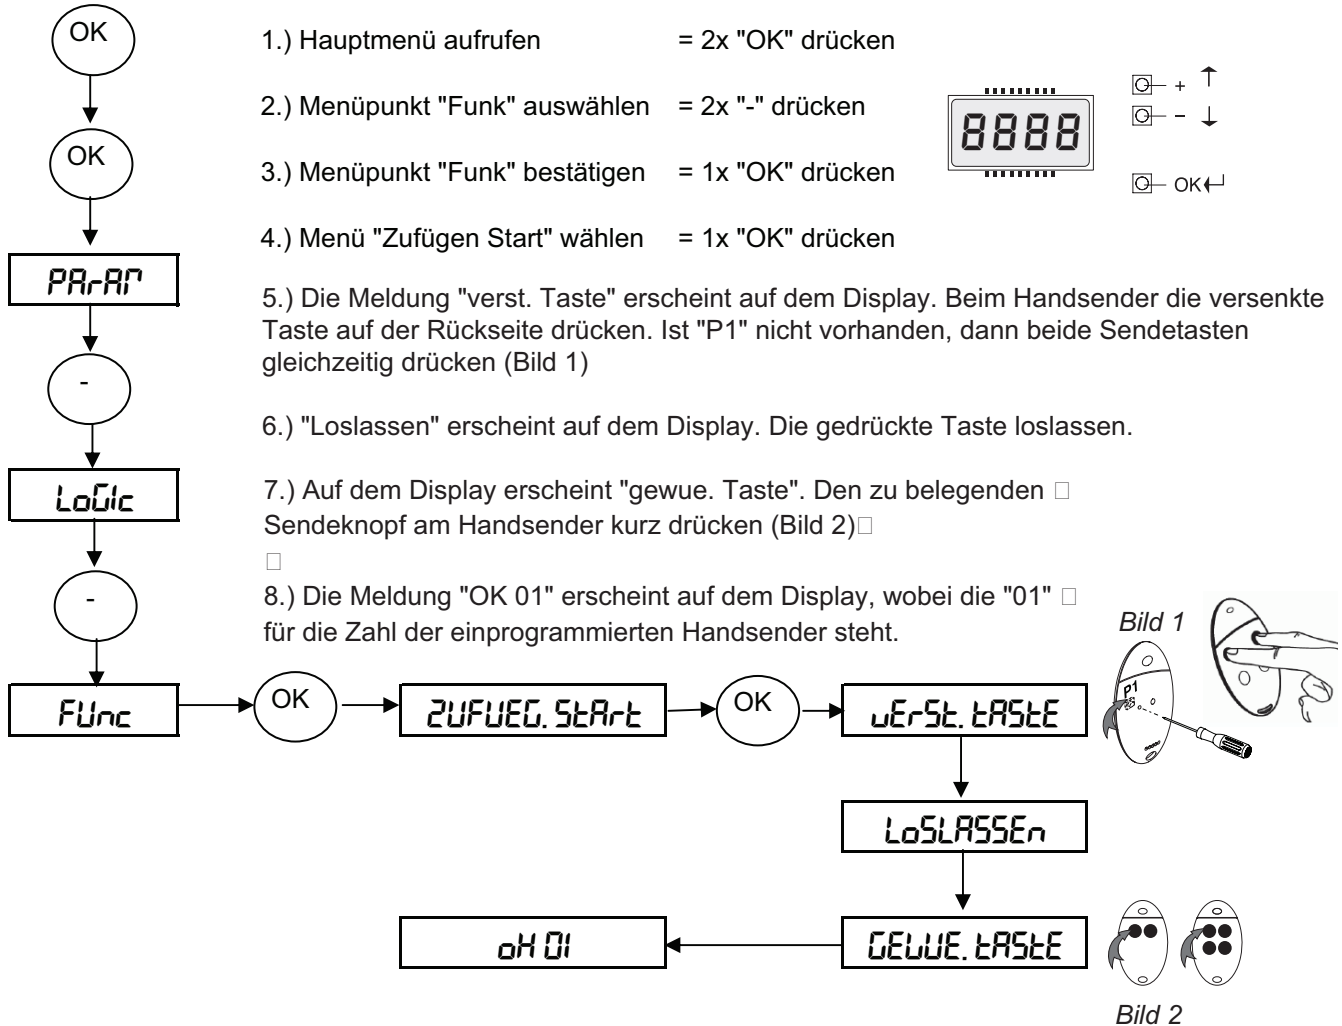 OK
1.) Hauptmenü aufrufen = 2x "OK" drücken
2.) Menüpunkt "Funk" auswählen = 2x "-" drücken
OK
3.) Menüpunkt "Funk" bestätigen = 1x "OK" drücken
4.) Menü "Zufügen Start" wählen = 1x "OK" drücken
8888
+ ↑
- ↓
OK
PArAM
5.) Die Meldung "verst. Taste" erscheint auf dem Display. Beim Handsender die versenkte
Taste auf der Rückseite drücken. Ist "P1" nicht vorhanden, dann beide Sendetasten
gleichzeitig drücken (Bild 1)
-
6.) "Loslassen" erscheint auf dem Display. Die gedrückte Taste loslassen.
LoGIc
7.) Auf dem Display erscheint "gewue. Taste". Den zu belegenden □
Sendeknopf am Handsender kurz drücken (Bild 2)□
□
-
8.) Die Meldung "OK 01" erscheint auf dem Display, wobei die "01" □
für die Zahl der einprogrammierten Handsender steht.
Bild 1
P1
FUnc
OK
ZUFUEG. StArt
OK
vErSt. tAStE
LoSLASSEn
GEWUE. tAStE
oH 01
Bild 2